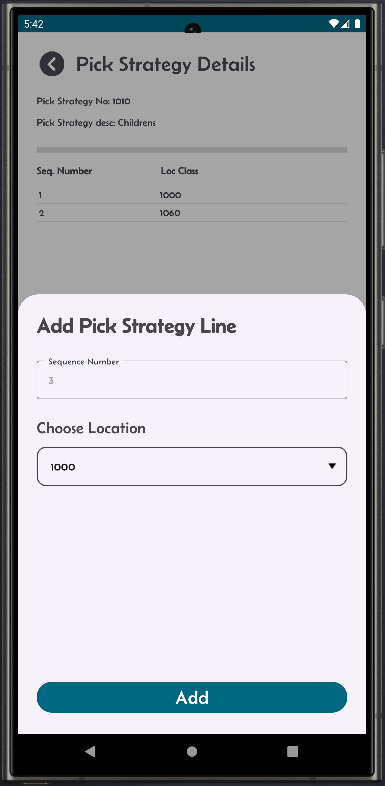 5:42
Pick Strategy Details
Pick Strategy No: 1010
Pick Strategy desc: Childrens
Seq. Number Loc Class
1 1000
2 1060
Add Pick Strategy Line
Sequence Number
3
Choose Location
1000
Add